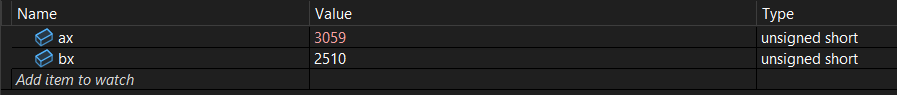 Name Value Type
ax 3059 unsigned short
bx 2510 unsigned short
Add item to watch